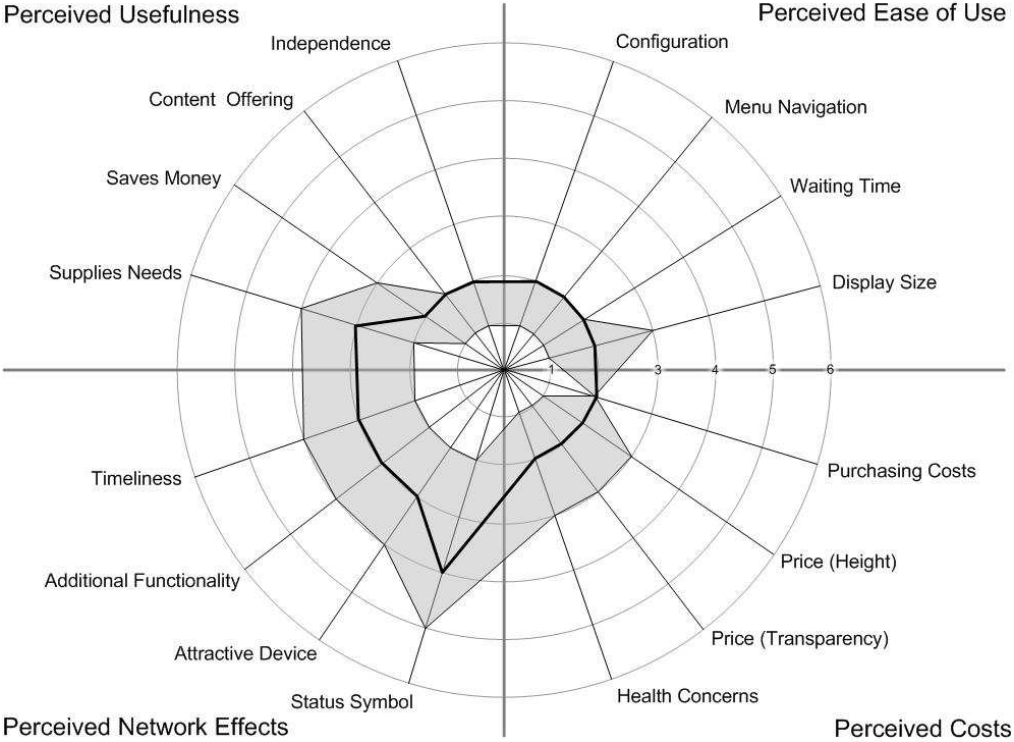 Perceived Usefulness
Perceived Ease of Use
Independence
Configuration
Content Offering
Menu Navigation
Saves Money
Waiting Time
Supplies Needs
Display Size
1 3 4 5 6
Timeliness
Purchasing Costs
Additional Functionality
Price (Height)
Attractive Device
Price (Transparency)
Status Symbol
Health Concerns
Perceived Network Effects
Perceived Costs